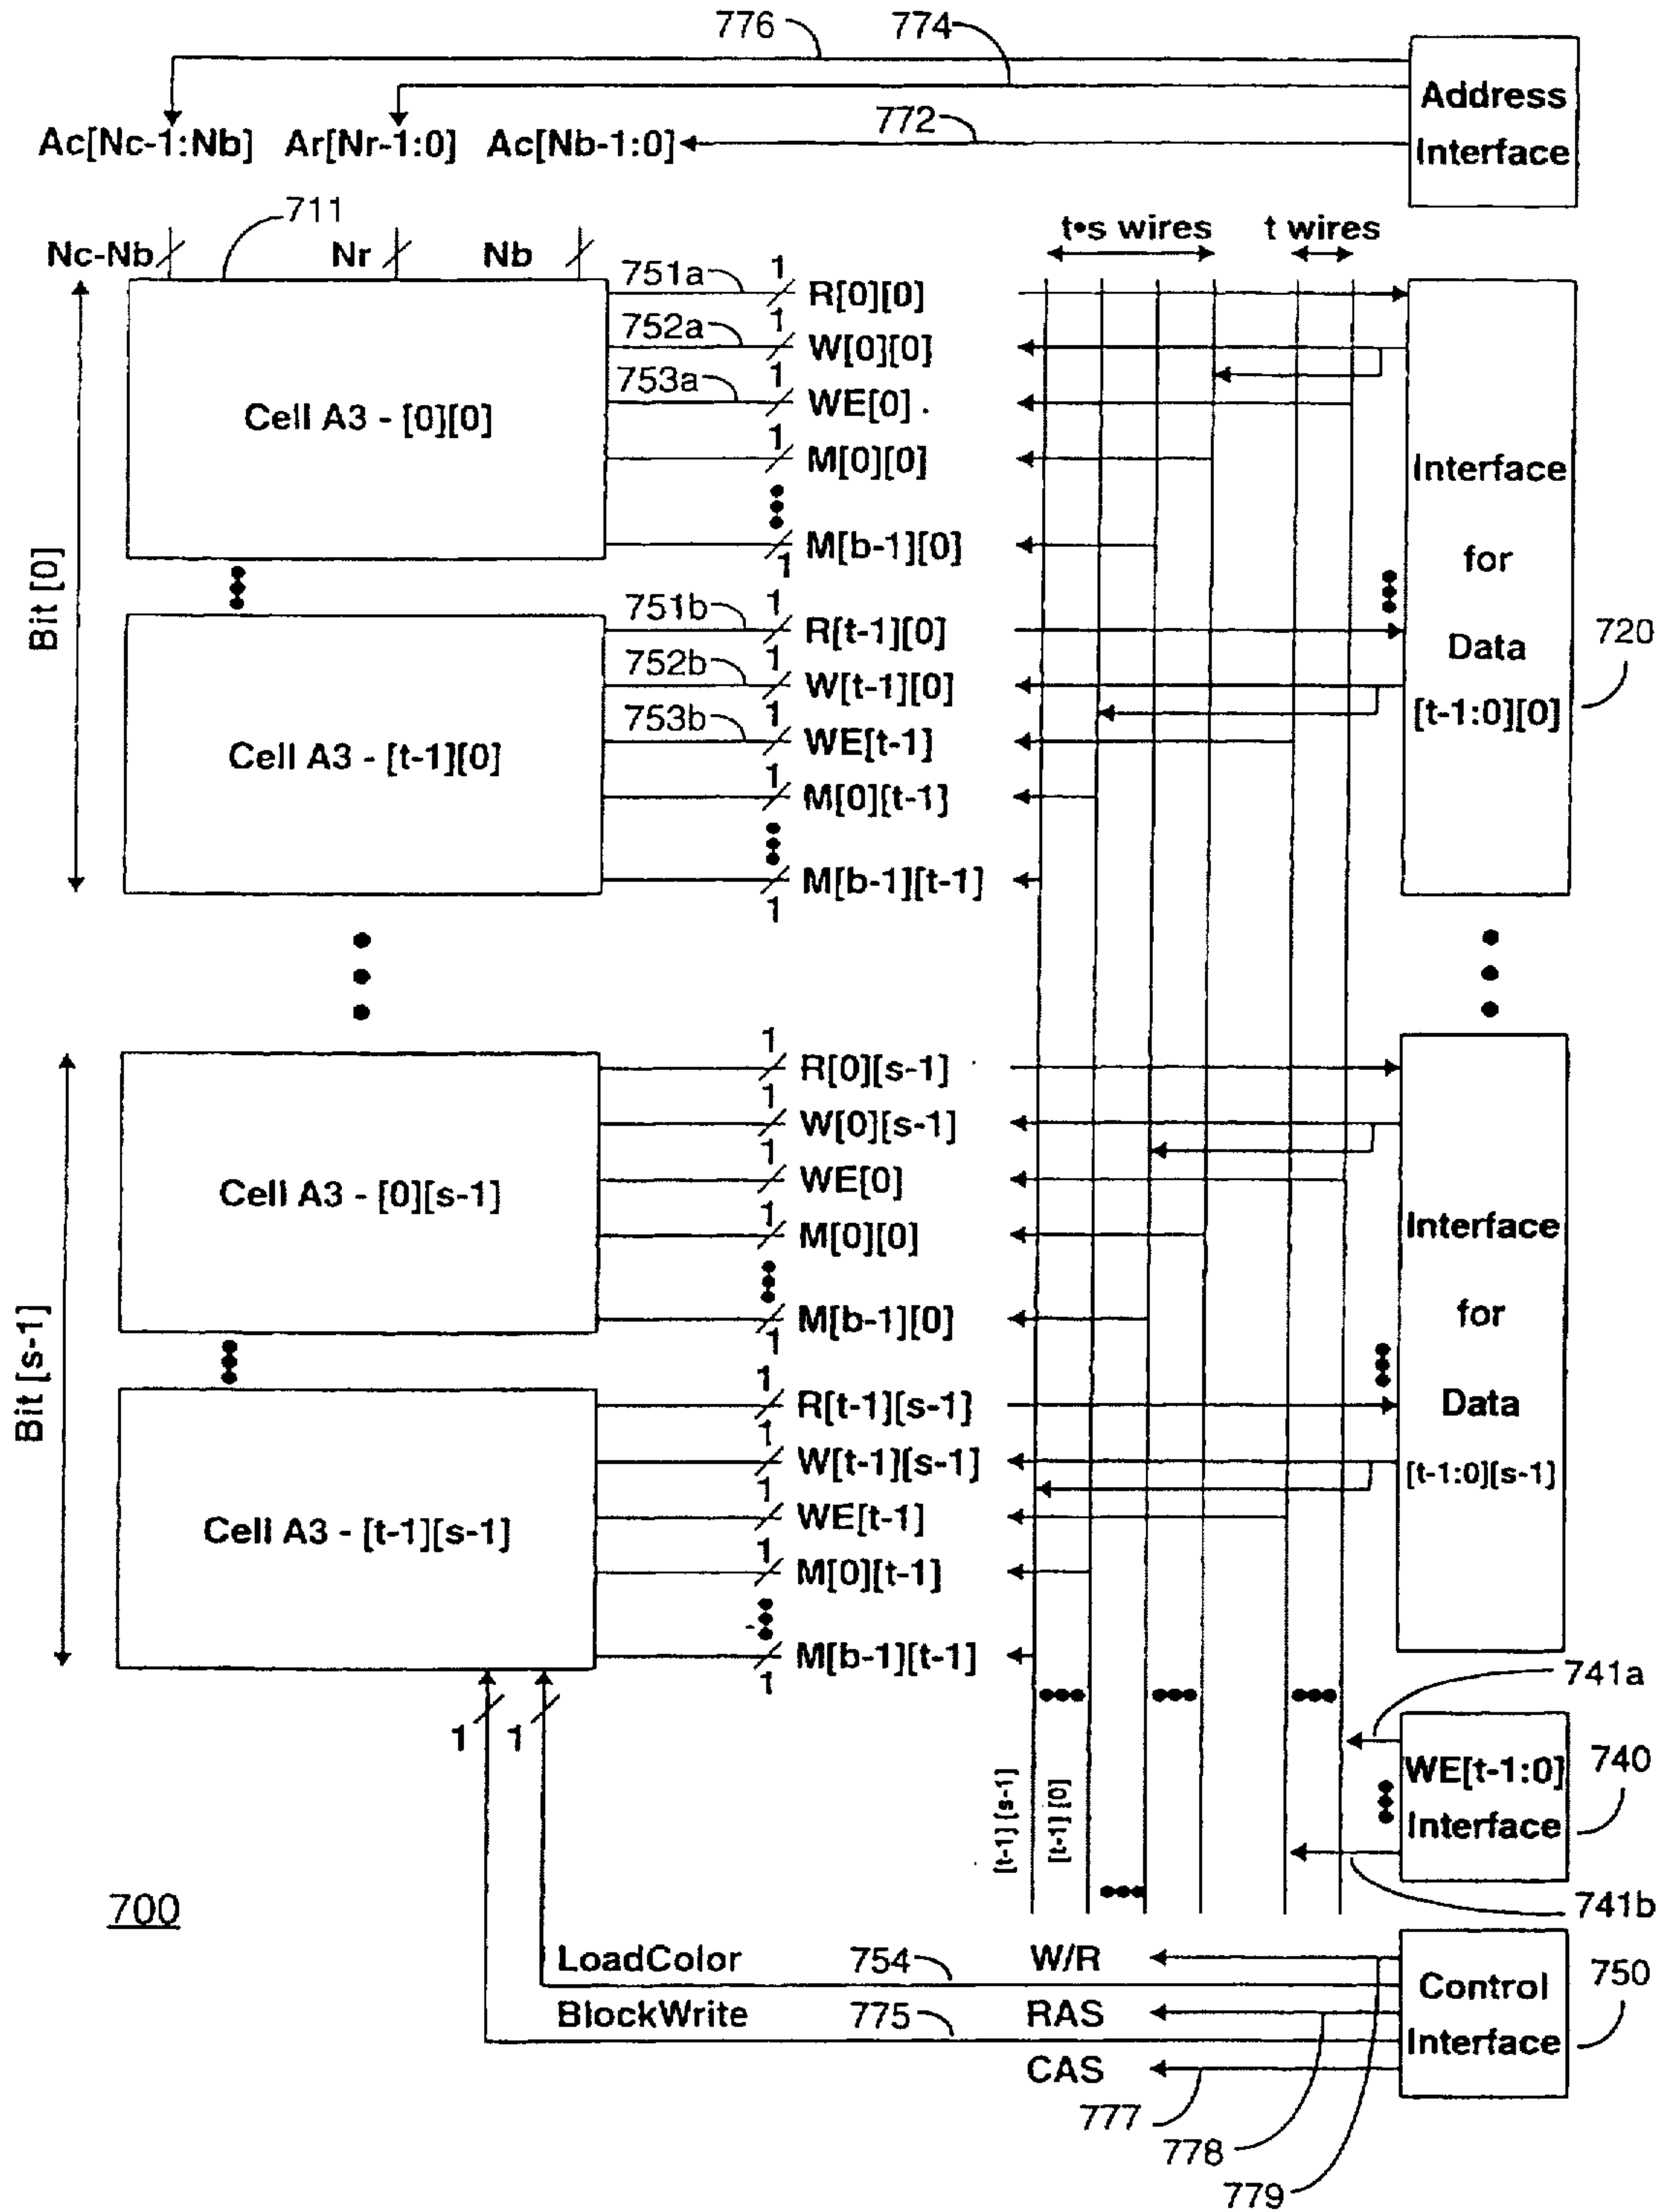 776
774
Address
Interface
772
Ac[Nc-1:Nb] Ar[Nr-1:0] Ac[Nb-1:0]
711
t•s wires
t wires
Nc-Nb
Nr
Nb
Bit [0]
Cell A3 - [0][0]
751a
1
R[0][0]
752a
1
W[0][0]
753a
1
WE[0]
1
M[0][0]
M[b-1][0]
1
Interface
for
Data
[t-1:0][0]
720
Cell A3 - [t-1][0]
751b
1
R[t-1][0]
752b
1
W[t-1][0]
753b
1
WE[t-1]
1
M[0][t-1]
M[b-1][t-1]
1
Bit [s-1]
Cell A3 - [0][s-1]
1
R[0][s-1]
1
W[0][s-1]
1
WE[0]
1
M[0][0]
M[b-1][0]
1
Interface
for
Data
[t-1:0][s-1]
Cell A3 - [t-1][s-1]
1
R[t-1][s-1]
1
W[t-1][s-1]
1
WE[t-1]
1
M[0][t-1]
M[b-1][t-1]
1
1
1
741a
WE[t-1:0]
Interface
740
741b
[t-1] [s-1]
[t-1] [0]
700
LoadColor
754
W/R
BlockWrite
775
RAS
CAS
Control
Interface
750
777
778
779